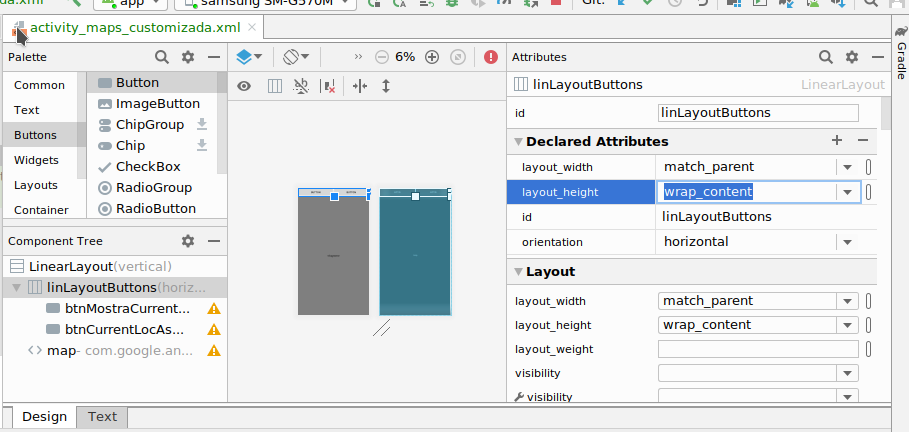 da.xml
app
samsung SM-G570M
Git:
activity_maps_customizada.xml
Palette
Common
Text
Buttons
Widgets
Layouts
Container
Button
ImageButton
ChipGroup
Chip
CheckBox
RadioGroup
RadioButton
Component Tree
LinearLayout(vertical)
linLayoutButtons(horiz...
btnMostraCurrent...
btnCurrentLocAs...
map- com.google.an...
6%
Attributes
linLayoutButtons LinearLayout
id linLayoutButtons
Declared Attributes
layout_width match_parent
layout_height wrap_content
id linLayoutButtons
orientation horizontal
Layout
layout_width match_parent
layout_height wrap_content
layout_weight
visibility
visibility
Gradle
Design Text